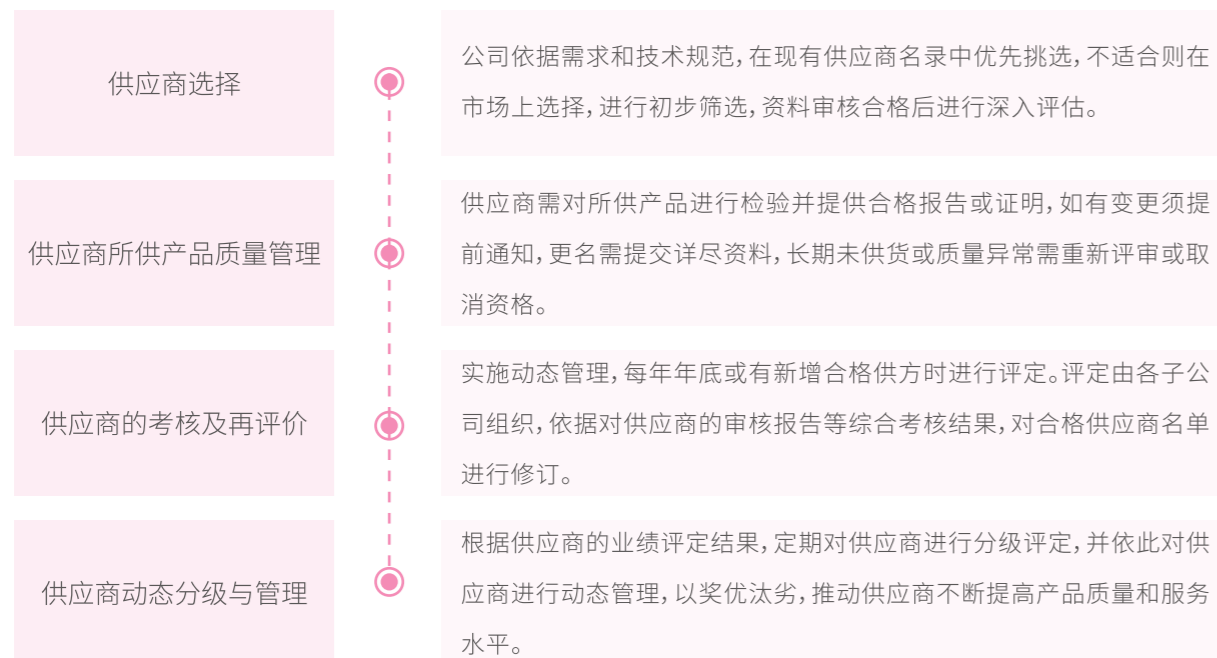 供应商选择
公司依据需求和技术规范，在现有供应商名录中优先挑选，不适合则在
市场上选择，进行初步筛选，资料审核合格后进行深入评估。
供应商所供产品质量管理
供应商需对所供产品进行检验并提供合格报告或证明，如有变更须提
前通知，更名需提交详尽资料，长期未供货或质量异常需重新评审或取
消资格。
供应商的考核及再评价
实施动态管理，每年年底或有新增合格供方时进行评定。评定由各子公
司组织，依据对供应商的审核报告等综合考核结果，对合格供应商名单
进行修订。
供应商动态分级与管理
根据供应商的业绩评定结果，定期对供应商进行分级评定，并依此对供
应商进行动态管理，以奖优汰劣，推动供应商不断提高产品质量和服务
水平。